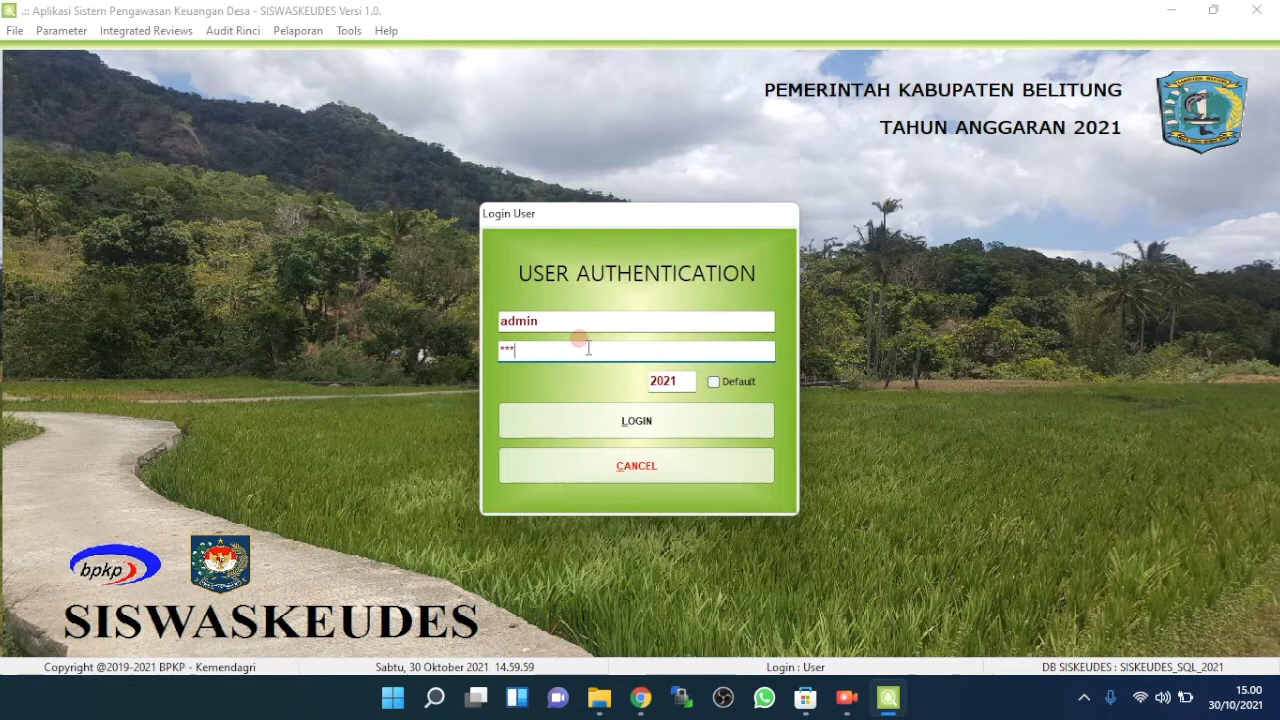 .:: Aplikasi Sistem Pengawasan Keuangan Desa - SISWASKEUDES Versi 1.0.
File Parameter Integrated Reviews Audit Rinci Pelaporan Tools Help
PEMERINTAH KABUPATEN BELITUNG
TAHUN ANGGARAN 2021
Login User
USER AUTHENTICATION
admin
***
2021 Default
LOGIN
CANCEL
bpkp
SISWASKEUDES
Copyright @2019-2021 BPKP - Kemendagri Sabtu, 30 Oktober 2021 14.59.59 Login : User DB SISKEUDES : SISKEUDES_SQL_2021
15.00
30/10/2021